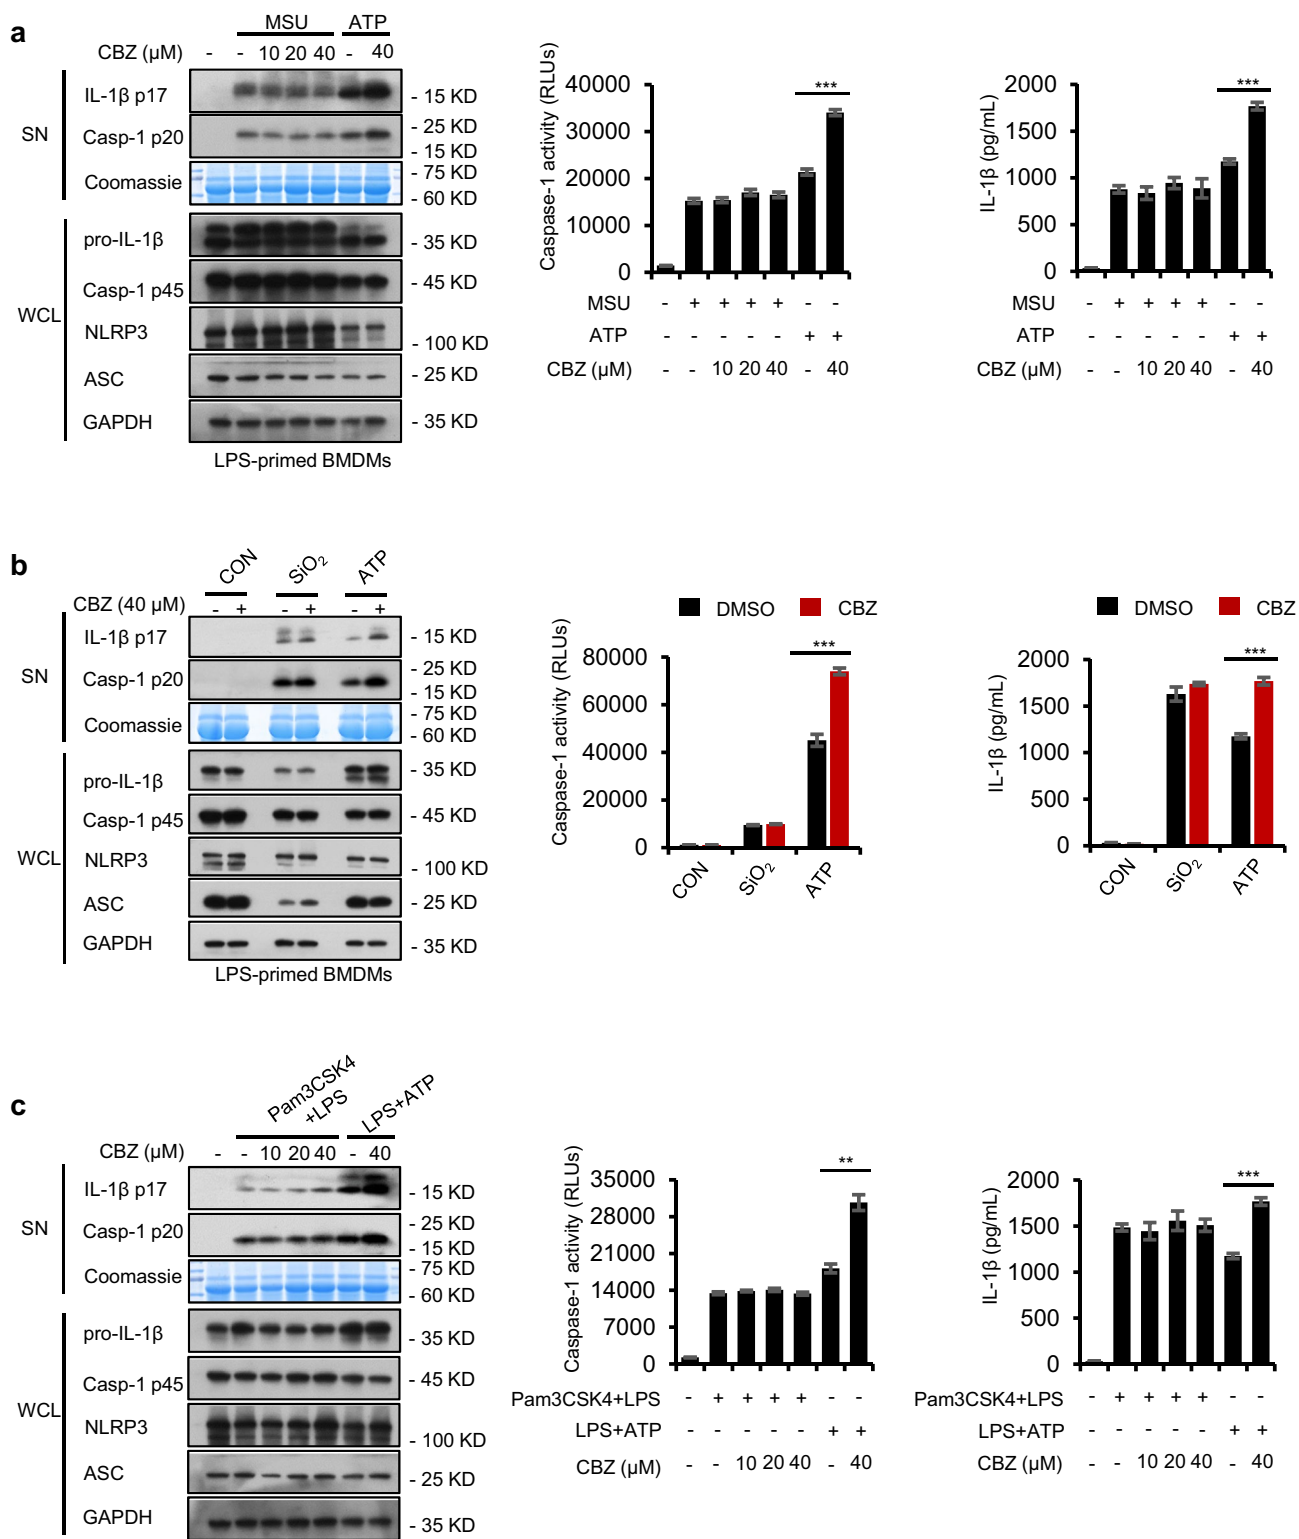 a
MSU ATP
CBZ (μM) - - 10 20 40 - 40
SN
IL-1β p17 - 15 KD
Casp-1 p20 - 25 KD
- 15 KD
Coomassie - 75 KD
- 60 KD
WCL
pro-IL-1β - 35 KD
Casp-1 p45 - 45 KD
NLRP3 - 100 KD
ASC - 25 KD
GAPDH - 35 KD
LPS-primed BMDMs
Caspase-1 activity (RLUs)
40000
30000
20000
10000
0
***
MSU - + + + + - -
ATP - - - - - + +
CBZ (μM) - - 10 20 40 - 40
IL-1β (pg/mL)
2000
1500
1000
500
0
***
MSU - + + + + - -
ATP - - - - - + +
CBZ (μM) - - 10 20 40 - 40
b
CON SiO2 ATP
CBZ (40 μM) - + - + - +
SN
IL-1β p17 - 15 KD
Casp-1 p20 - 25 KD
- 15 KD
Coomassie - 75 KD
- 60 KD
WCL
pro-IL-1β - 35 KD
Casp-1 p45 - 45 KD
NLRP3 - 100 KD
ASC - 25 KD
GAPDH - 35 KD
LPS-primed BMDMs
DMSO CBZ
Caspase-1 activity (RLUs)
80000
60000
40000
20000
0
***
CON SiO2 ATP
DMSO CBZ
IL-1β (pg/mL)
2000
1500
1000
500
0
***
CON SiO2 ATP
c
Pam3CSK4
+LPS
LPS+ATP
CBZ (μM) - - 10 20 40 - 40
SN
IL-1β p17 - 15 KD
Casp-1 p20 - 25 KD
- 15 KD
Coomassie - 75 KD
- 60 KD
WCL
pro-IL-1β - 35 KD
Casp-1 p45 - 45 KD
NLRP3 - 100 KD
ASC - 25 KD
GAPDH - 35 KD
Caspase-1 activity (RLUs)
35000
28000
21000
14000
7000
0
**
Pam3CSK4+LPS - + + + + - -
LPS+ATP - - - - - + +
CBZ (μM) - - 10 20 40 - 40
IL-1β (pg/mL)
2000
1500
1000
500
0
***
Pam3CSK4+LPS - + + + + - -
LPS+ATP - - - - - + +
CBZ (μM) - - 10 20 40 - 40